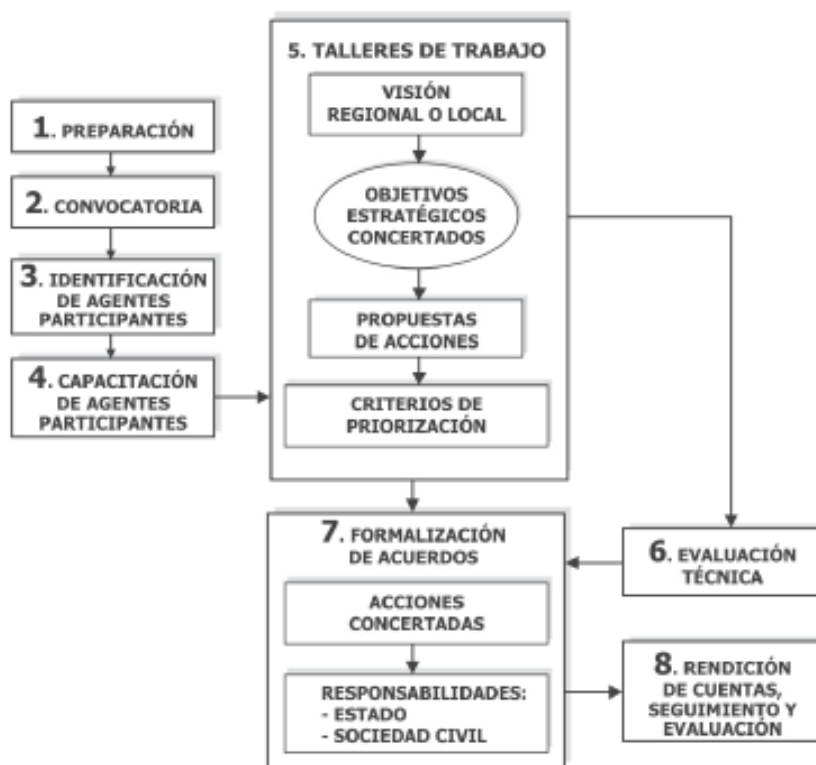 1. PREPARACIÓN
2. CONVOCATORIA
3. IDENTIFICACIÓN
DE AGENTES
PARTICIPANTES
4. CAPACITACIÓN
DE AGENTES
PARTICIPANTES
5. TALLERES DE TRABAJO
VISIÓN
REGIONAL O LOCAL
OBJETIVOS
ESTRATÉGICOS
CONCERTADOS
PROPUESTAS
DE ACCIONES
CRITERIOS DE
PRIORIZACIÓN
6. EVALUACIÓN
TÉCNICA
7. FORMALIZACIÓN
DE ACUERDOS
ACCIONES
CONCERTADAS
RESPONSABILIDADES:
- ESTADO
- SOCIEDAD CIVIL
8. RENDICIÓN
DE CUENTAS,
SEGUIMIENTO Y
EVALUACIÓN